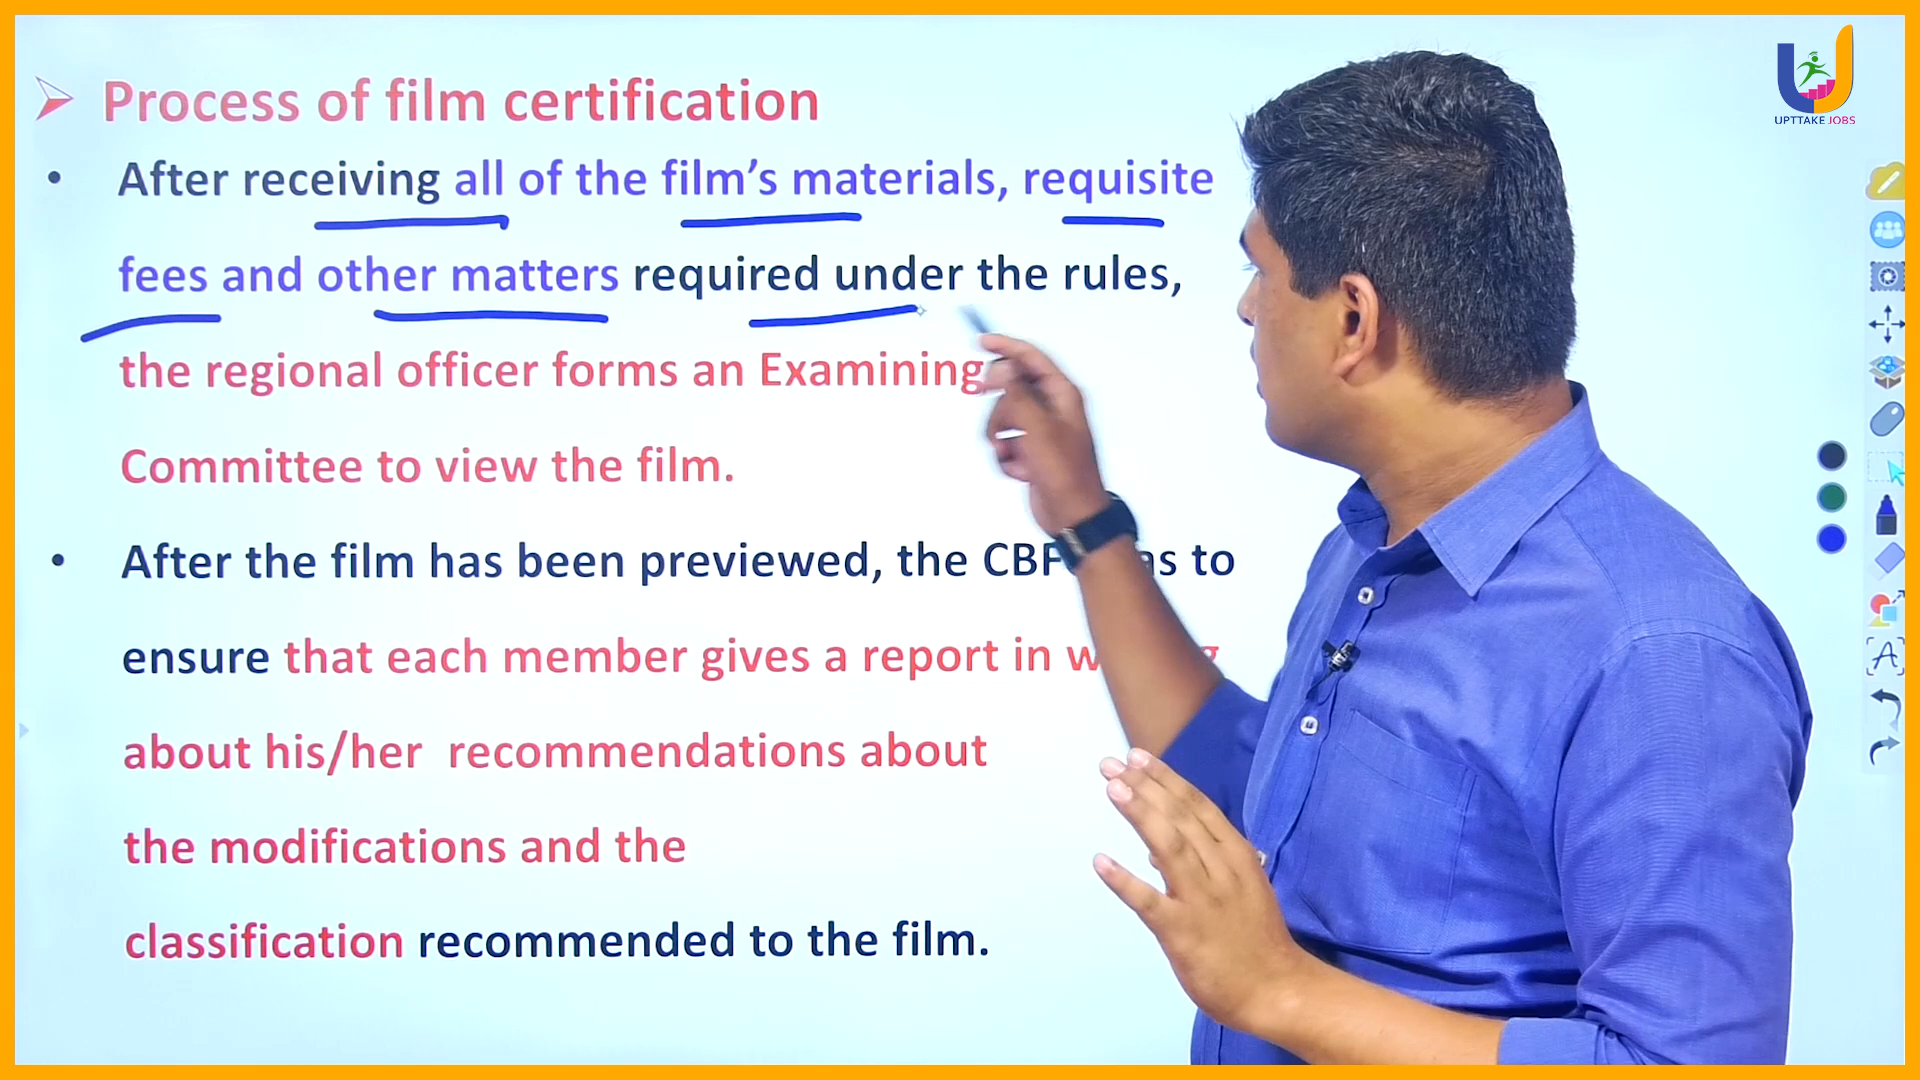 Process of film certification
• After receiving all of the film’s materials, requisite
fees and other matters required under the rules,
the regional officer forms an Examining
Committee to view the film.
• After the film has been previewed, the to
ensure that each member gives a report in
about his/her recommendations about
the modifications and the
classification recommended to the film.
UPTTAKE JOBS
A